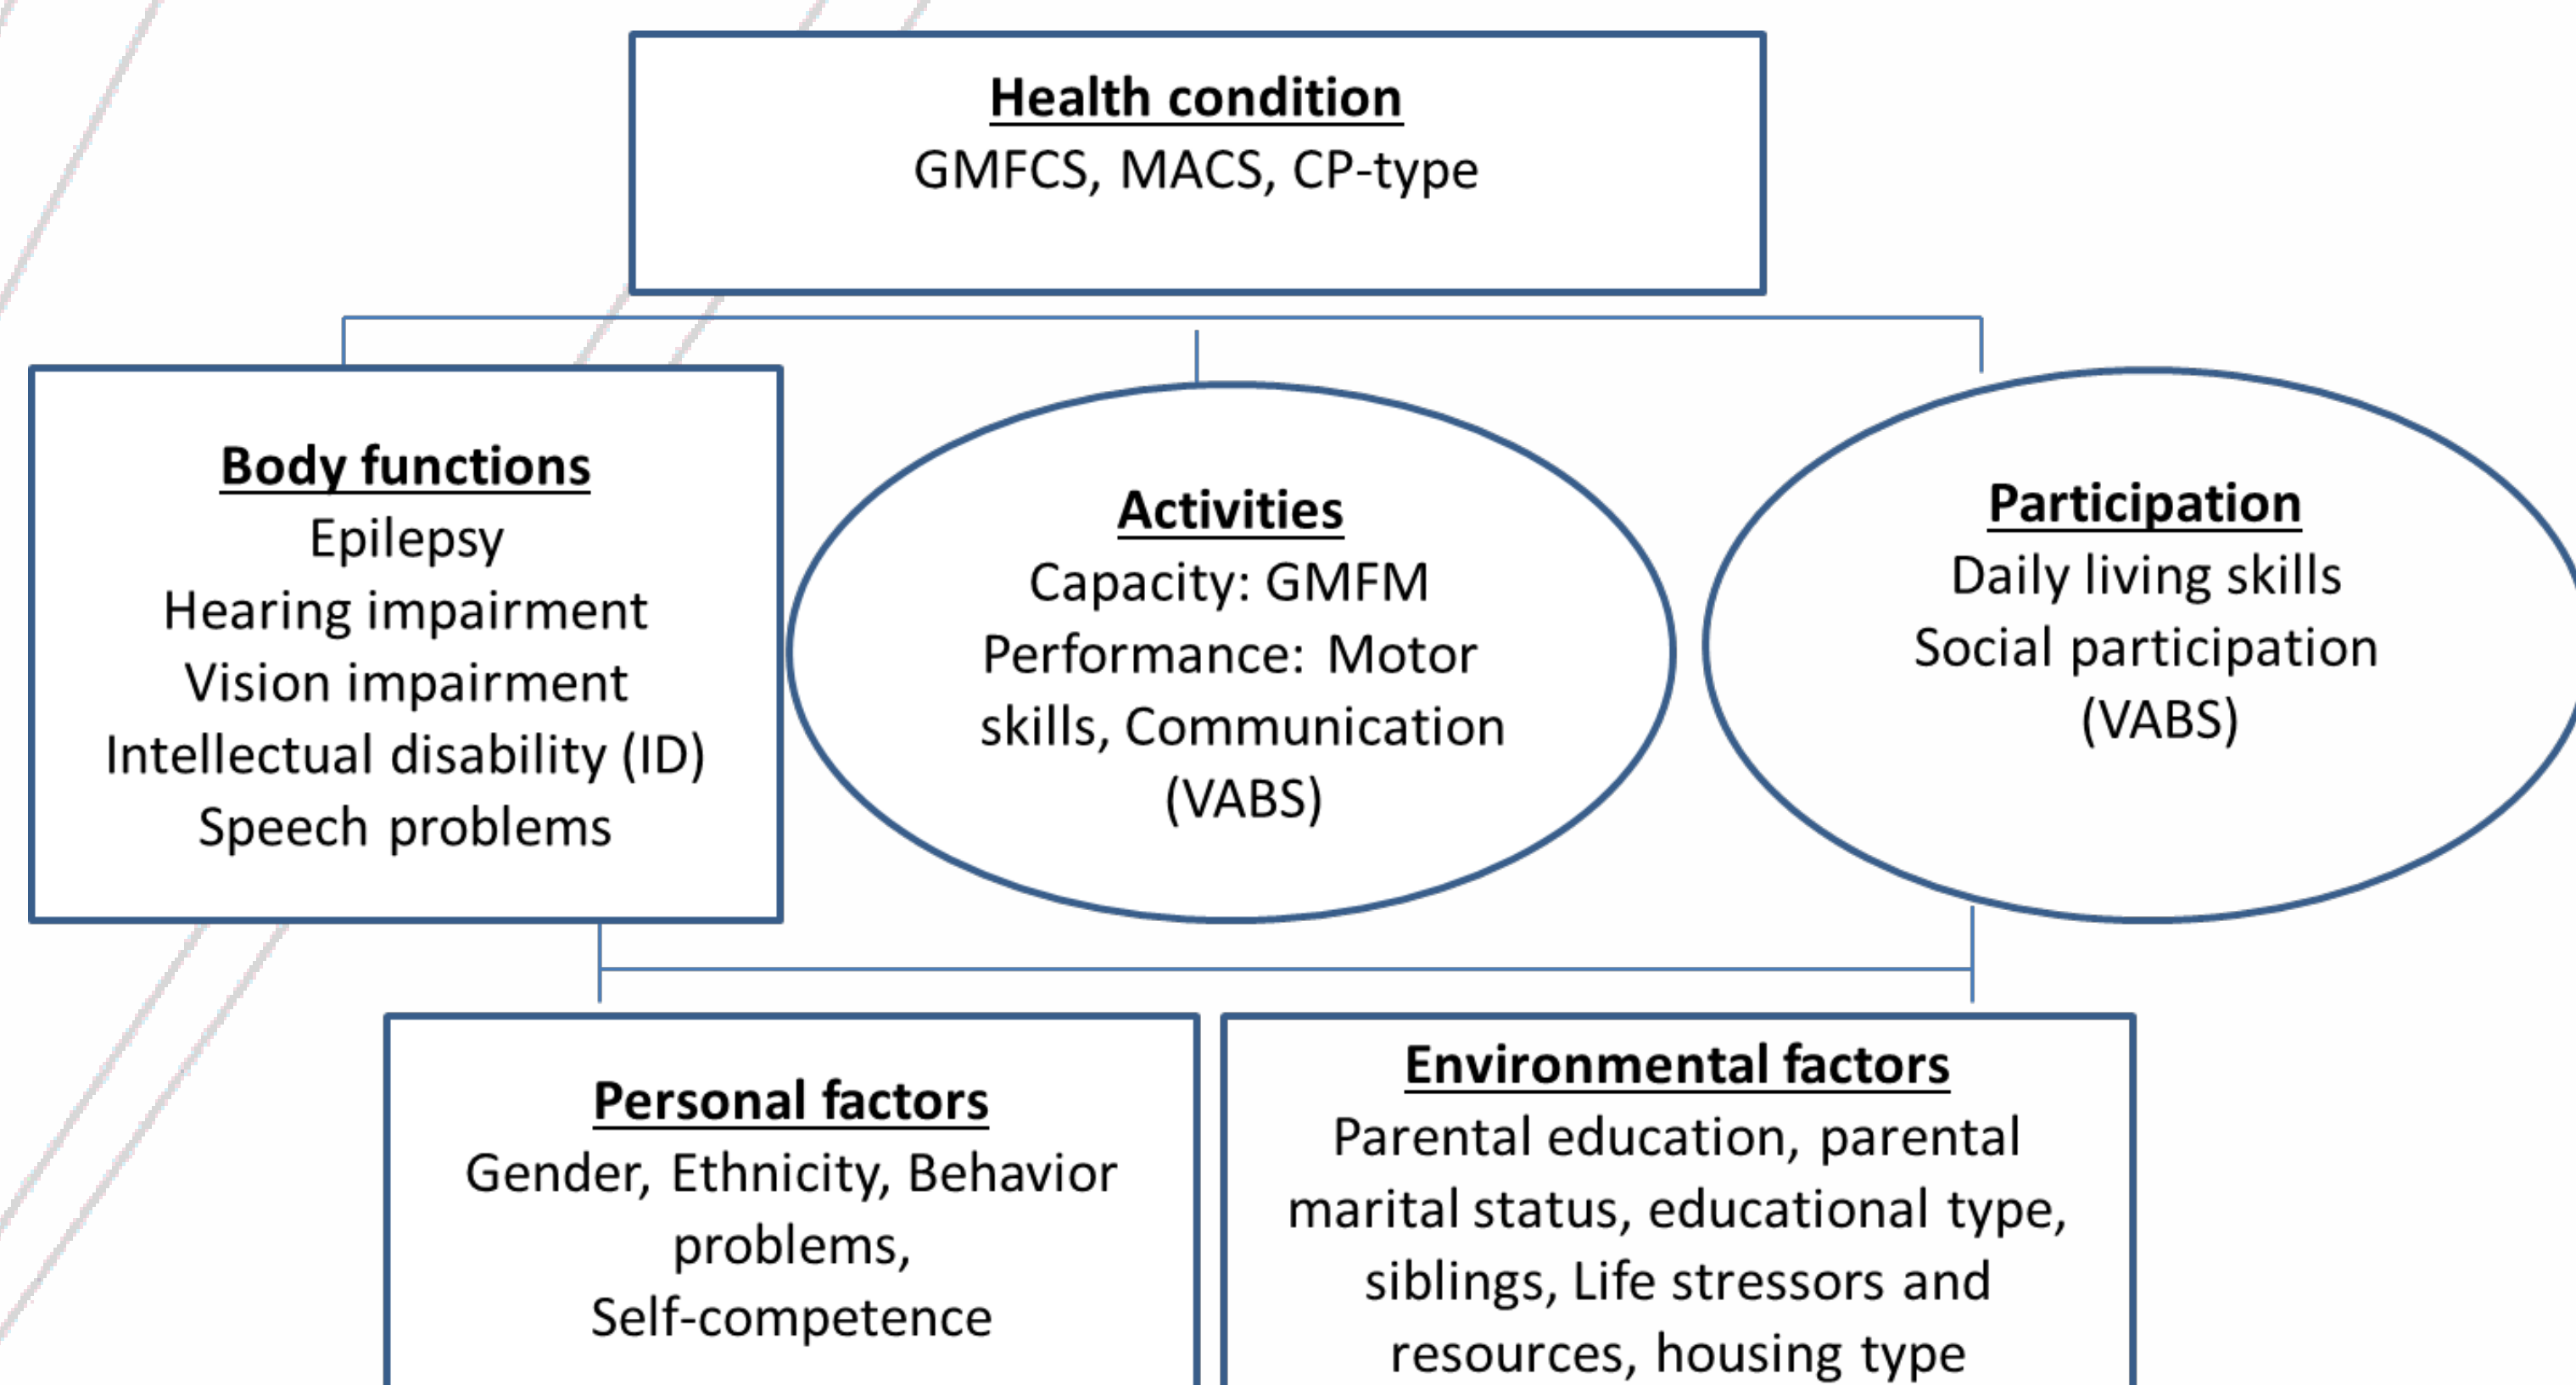 Health condition
GMFCS, MACS, CP-type
Body functions
Epilepsy
Hearing impairment
Vision impairment
Intellectual disability (ID)
Speech problems
Activities
Capacity: GMFM
Performance: Motor
skills, Communication
(VABS)
Participation
Daily living skills
Social participation
(VABS)
Personal factors
Gender, Ethnicity, Behavior
problems,
Self-competence
Environmental factors
Parental education, parental
marital status, educational type,
siblings, Life stressors and
resources, housing type